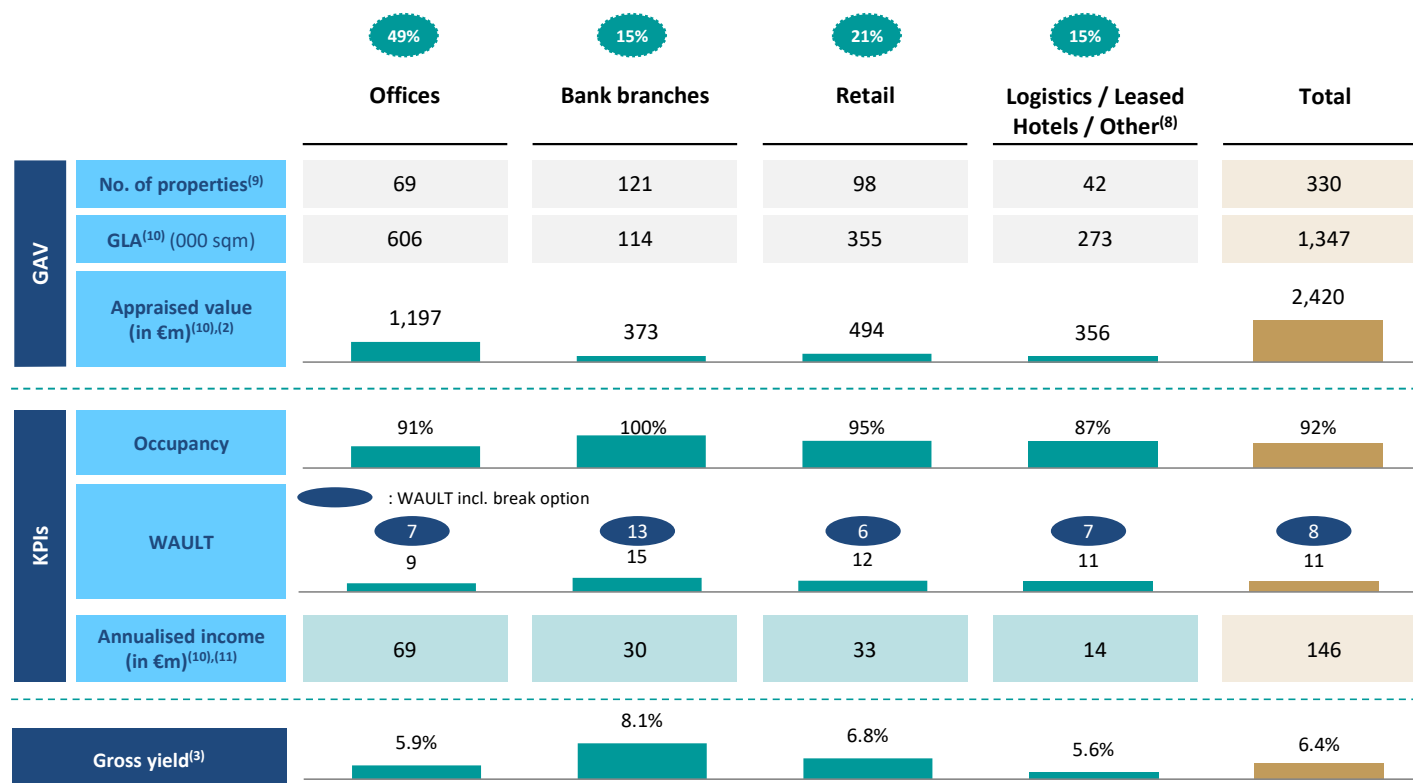 49% 15% 21% 15%
Offices Bank branches Retail Logistics / Leased Total
Hotels / Other(8)
GAV
No. of properties(9) 69 121 98 42 330
GLA(10) (000 sqm) 606 114 355 273 1,347
Appraised value
(in €m)(10),(2) 1,197 373 494 356 2,420
KPIs
Occupancy 91% 100% 95% 87% 92%
: WAULT incl. break option
WAULT 7 13 6 7 8
9 15 12 11 11
Annualised income
(in €m)(10),(11) 69 30 33 14 146
Gross yield(3) 5.9% 8.1% 6.8% 5.6% 6.4%